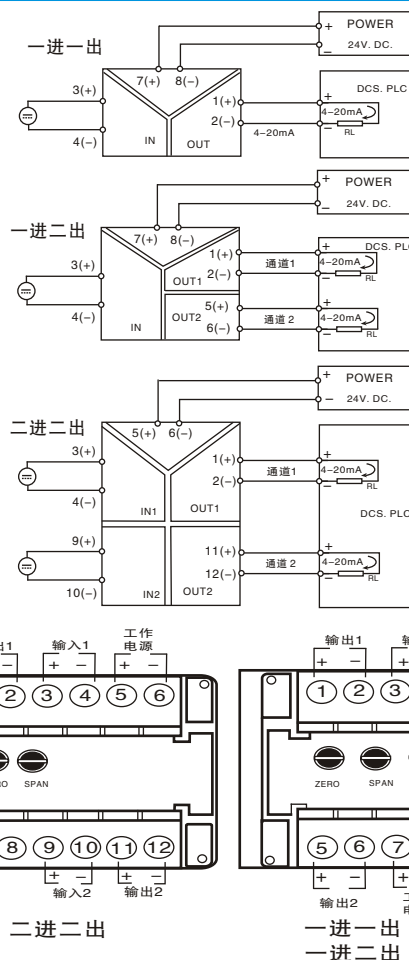 一进一出
+ POWER
− 24V. DC.
7(+) 8(−)
3(+)
4(−)
IN
OUT
1(+)
2(−)
4−20mA
DCS. PLC
+
4−20mA
− RL
一进二出
+ POWER
− 24V. DC.
7(+) 8(−)
3(+)
4(−)
IN
OUT1
OUT2
1(+)
2(−)
5(+)
6(−)
通道1
通道 2
DCS. PLC
+
4−20mA
− RL
+
4−20mA
− RL
二进二出
+ POWER
− 24V. DC.
5(+) 6(−)
3(+)
4(−)
9(+)
10(−)
IN1
OUT1
IN2
OUT2
1(+)
2(−)
11(+)
12(−)
通道1
通道 2
+
4−20mA
− RL
DCS. PLC
+
4−20mA
− RL
出1 输入1 工作
电源
− + − + −
2 3 4 5 6
SPAN
8 9 10 11 12
+ − + −
输入2 输出2
二进二出
输出1
+ − +
1 2 3
ZERO SPAN
5 6 7
+ − +
输出2
一进一出
一进二出